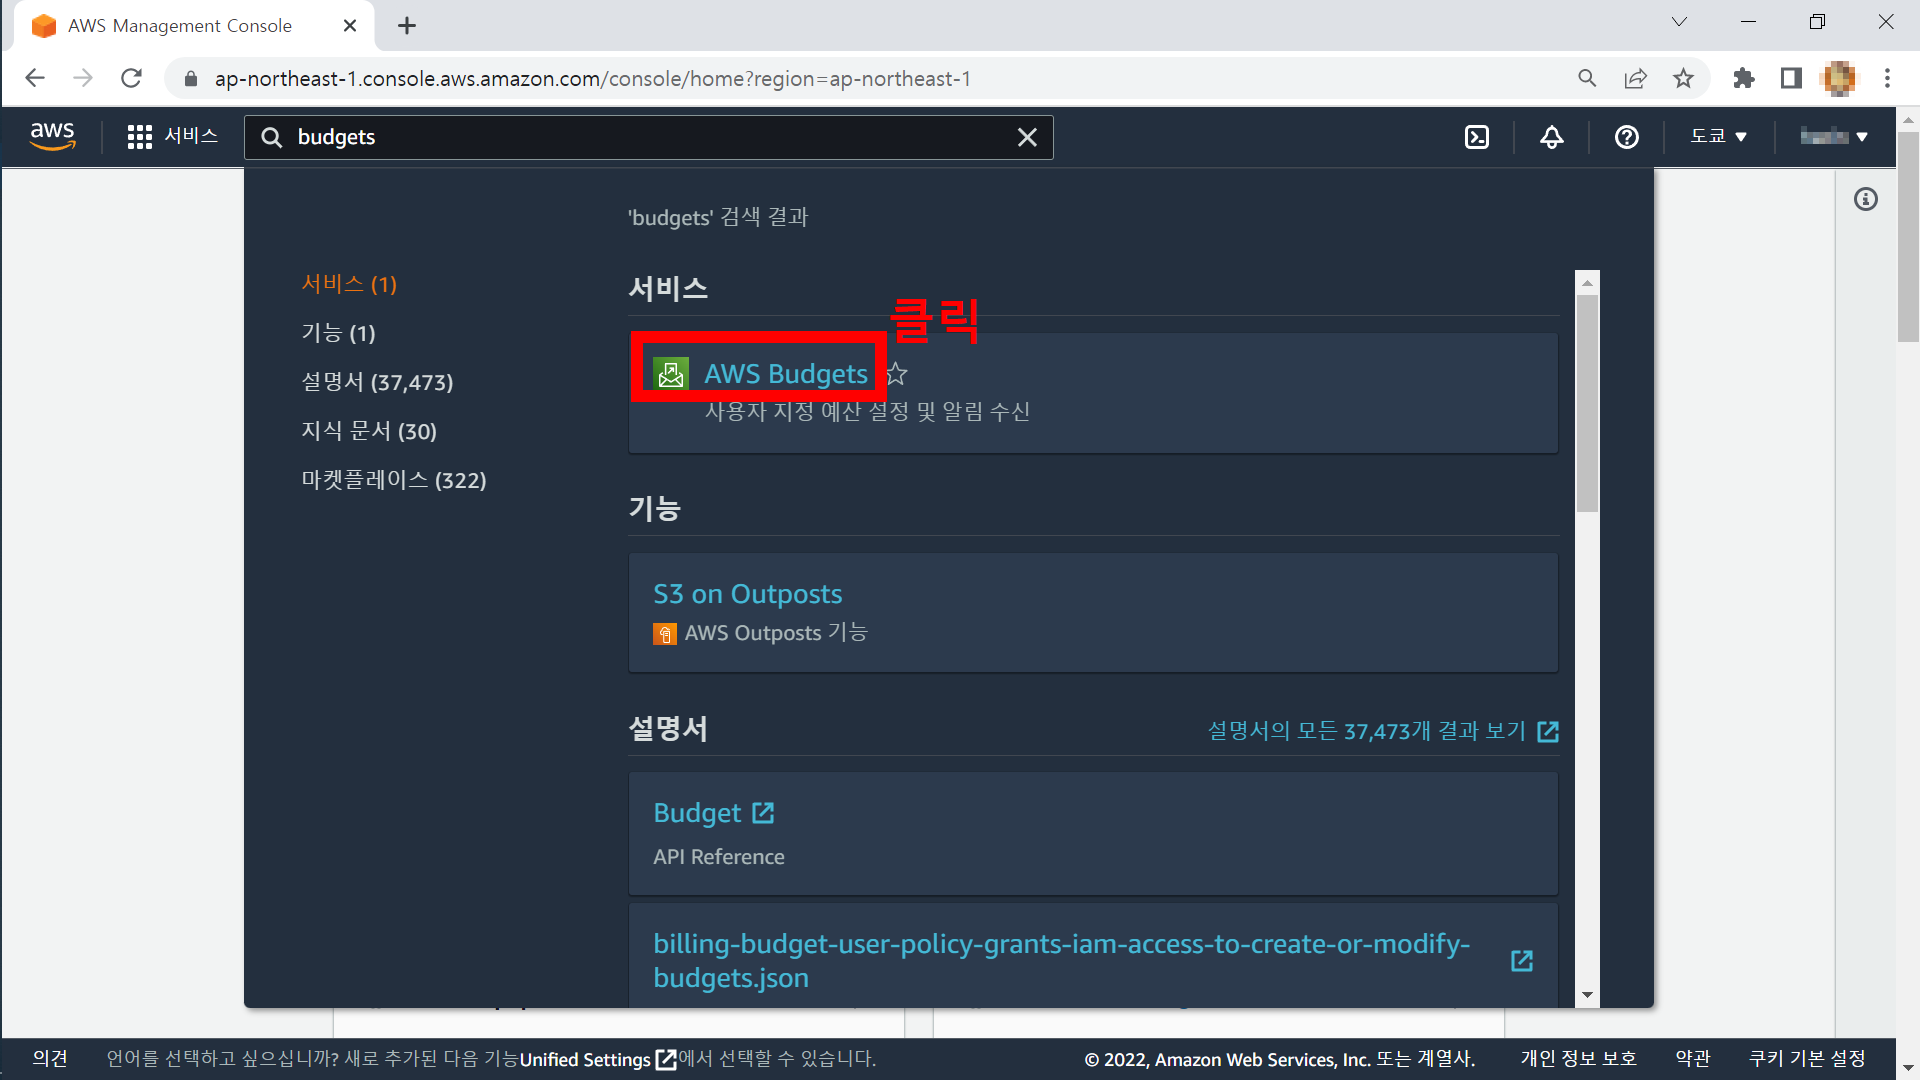 AWS Management Console
ap-northeast-1.console.aws.amazon.com/console/home?region=ap-northeast-1
aws
서비스
budgets
도쿄
'budgets' 검색 결과
서비스 (1)
기능 (1)
설명서 (37,473)
지식 문서 (30)
마켓플레이스 (322)
서비스
클릭
AWS Budgets
사용자 지정 예산 설정 및 알림 수신
기능
S3 on Outposts
AWS Outposts 기능
설명서
설명서의 모든 37,473개 결과 보기
Budget
API Reference
billing-budget-user-policy-grants-iam-access-to-create-or-modify-
budgets.json
의견
언어를 선택하고 싶으십니까? 새로 추가된 다음 기능Unified Settings에서 선택할 수 있습니다.
© 2022, Amazon Web Services, Inc. 또는 계열사.
개인 정보 보호
약관
쿠키 기본 설정